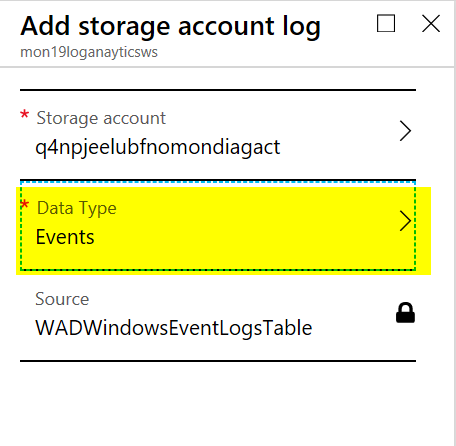 Add storage account log
mon19loganayticsws
* Storage account
q4npjeelubfnomondiagact
* Data Type
Events
Source
WADWindowsEventLogsTable